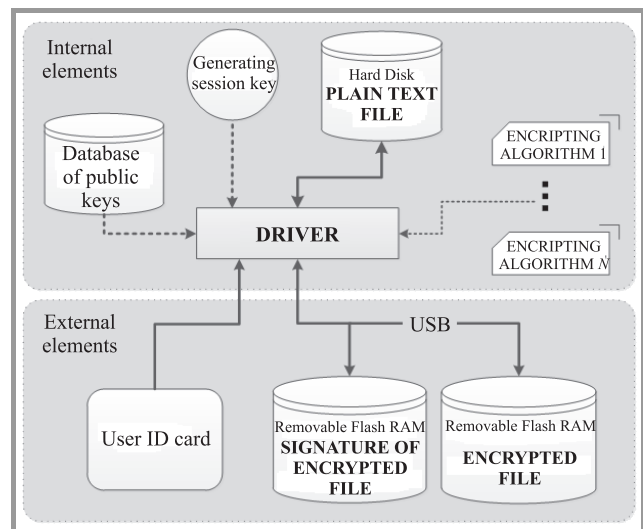 Internal
elements
Generating
session key
Hard Disk
PLAIN TEXT
FILE
Database
of public
keys
ENCRIPTING
ALGORITHM 1
DRIVER
ENCRIPTING
ALGORITHM N
External
elements
USB
User ID card
Removable Flash RAM
SIGNATURE OF
ENCRYPTED
FILE
Removable Flash RAM
ENCRYPTED
FILE